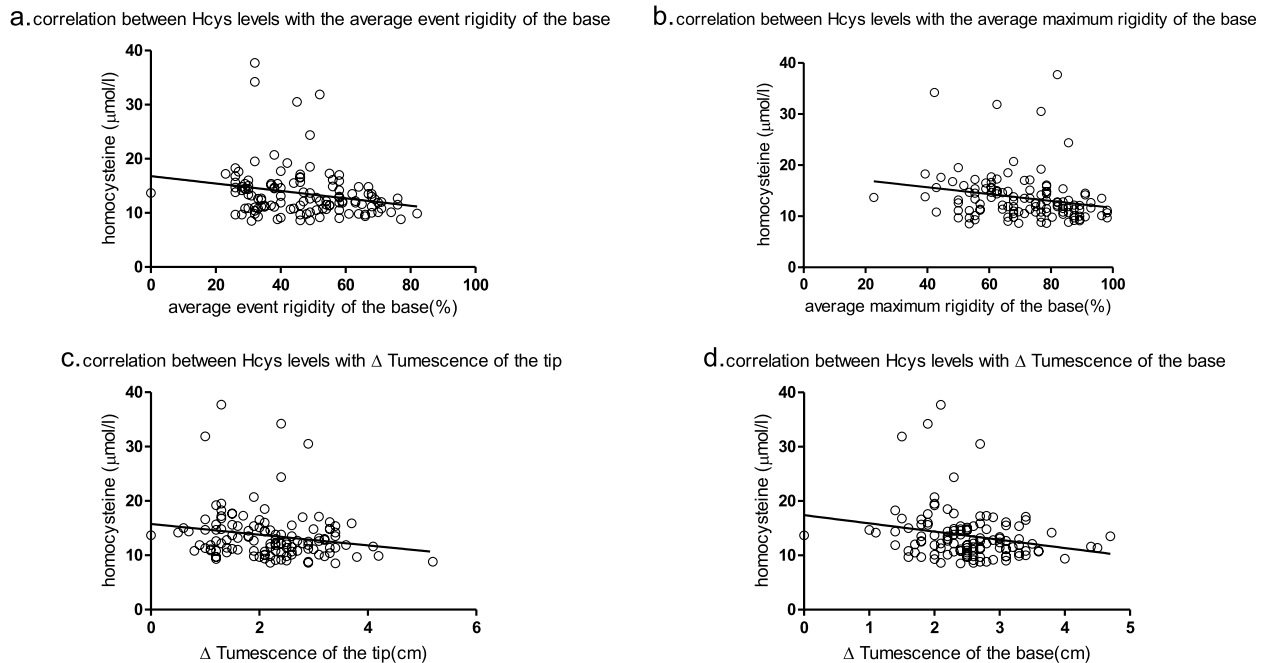 a.correlation between Hcys levels with the average event rigidity of the base
homocysteine (μmol/l)
40
30
20
10
0
0 20 40 60 80 100
average event rigidity of the base(%)
b.correlation between Hcys levels with the average maximum rigidity of the base
homocysteine (μmol/l)
40
30
20
10
0
0 20 40 60 80 100
average maximum rigidity of the base(%)
c.correlation between Hcys levels with Δ Tumescence of the tip
homocysteine (μmol/l)
40
30
20
10
0
0 2 4 6
Δ Tumescence of the tip(cm)
d.correlation between Hcys levels with Δ Tumescence of the base
homocysteine (μmol/l)
40
30
20
10
0
0 1 2 3 4 5
Δ Tumescence of the base(cm)